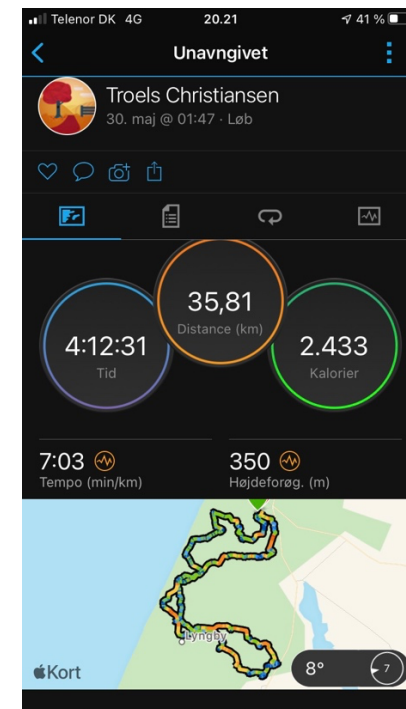 Telenor DK 4G 20.21 41 %
Unavngivet
Troels Christiansen
30. maj @ 01:47 · Løb
35,81
Distance (km)
4:12:31
Tid
2.433
Kalorier
7:03
Tempo (min/km)
350
Højdeforøg. (m)
Lyngby
Kort
8° 7